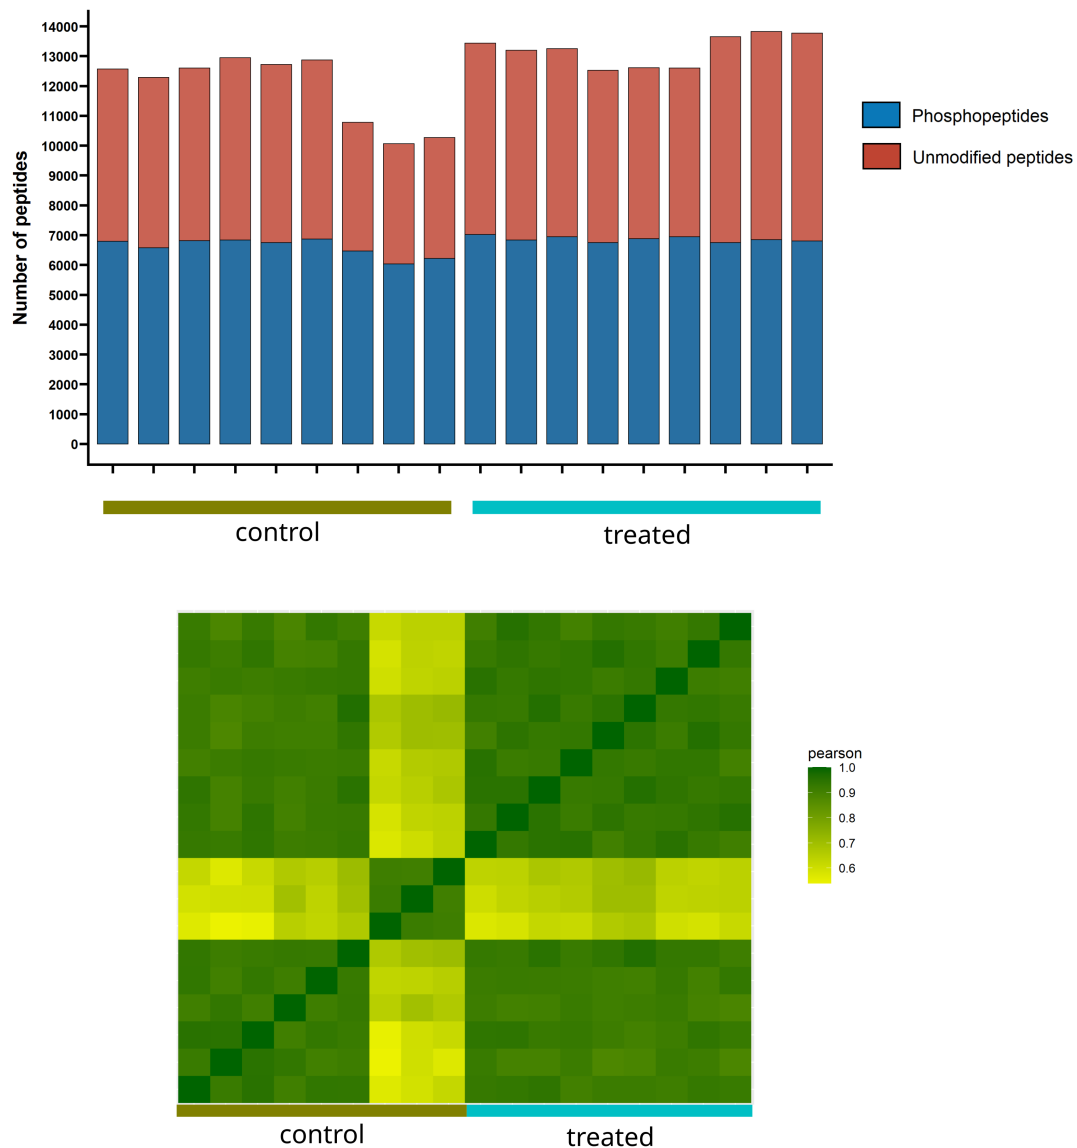 14000
13000
12000
11000
10000
9000
8000
7000
6000
5000
4000
3000
2000
1000
0
Number of peptides
Phosphopeptides
Unmodified peptides
control
treated
pearson
1.0
0.9
0.8
0.7
0.6
control
treated